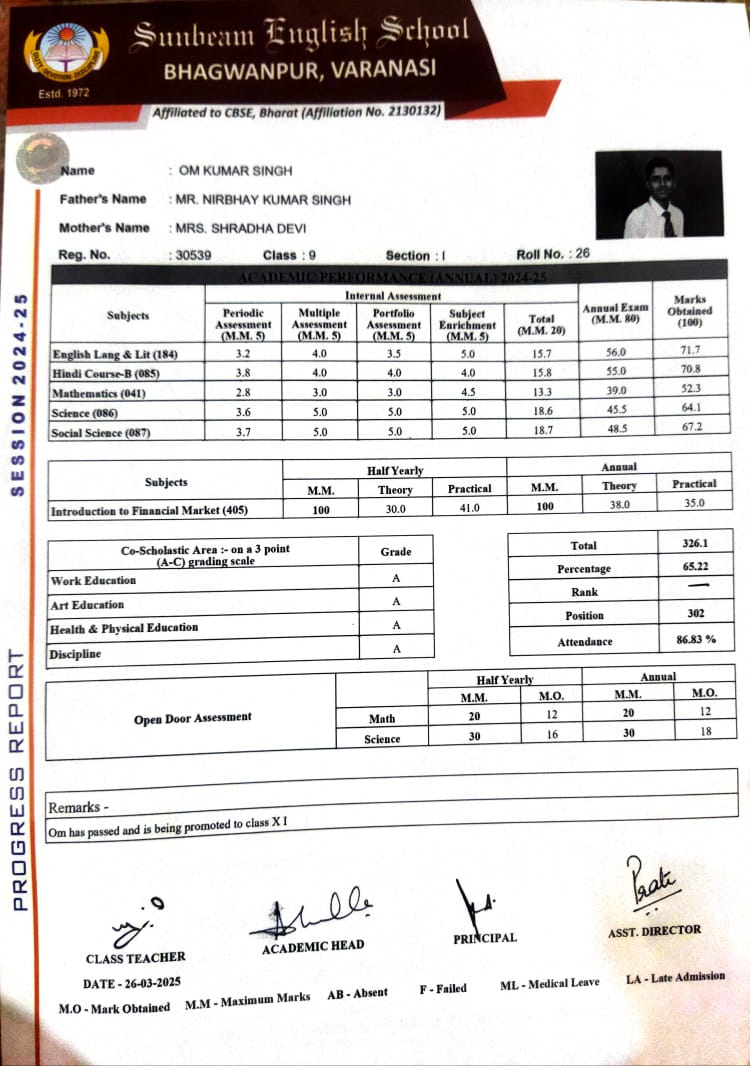 Sunbeam English School
BHAGWANPUR, VARANASI
DUTY-DEVOTION-DISCIPLINE
Estd. 1972
Affiliated to CBSE, Bharat (Affiliation No. 2130132)
Name : OM KUMAR SINGH
Father's Name : MR. NIRBHAY KUMAR SINGH
Mother's Name : MRS. SHRADHA DEVI
Reg. No. : 30539 Class : 9 Section : I Roll No. : 26
ACADEMIC PERFORMANCE (ANNUAL) 2024-25
Subjects Internal Assessment Annual Exam (M.M. 80) Marks Obtained (100)
Periodic Assessment (M.M. 5) Multiple Assessment (M.M. 5) Portfolio Assessment (M.M. 5) Subject Enrichment (M.M. 5) Total (M.M. 20)
English Lang & Lit (184) 3.2 4.0 3.5 5.0 15.7 56.0 71.7
Hindi Course-B (085) 3.8 4.0 4.0 4.0 15.8 55.0 70.8
Mathematics (041) 2.8 3.0 3.0 4.5 13.3 39.0 52.3
Science (086) 3.6 5.0 5.0 5.0 18.6 45.5 64.1
Social Science (087) 3.7 5.0 5.0 5.0 18.7 48.5 67.2
Subjects Half Yearly Annual
M.M. Theory Practical M.M. Theory Practical
Introduction to Financial Market (405) 100 30.0 41.0 100 38.0 35.0
Co-Scholastic Area :- on a 3 point (A-C) grading scale Grade
Work Education A
Art Education A
Health & Physical Education A
Discipline A
Total 326.1
Percentage 65.22
Rank —
Position 302
Attendance 86.83 %
Open Door Assessment Half Yearly Annual
M.M. M.O. M.M. M.O.
Math 20 12 20 12
Science 30 16 30 18
Remarks -
Om has passed and is being promoted to class X I
Prati
CLASS TEACHER ACADEMIC HEAD PRINCIPAL ASST. DIRECTOR
DATE - 26-03-2025
M.O - Mark Obtained M.M - Maximum Marks AB - Absent F - Failed ML - Medical Leave LA - Late Admission
SESSION 2024-25
PROGRESS REPORT